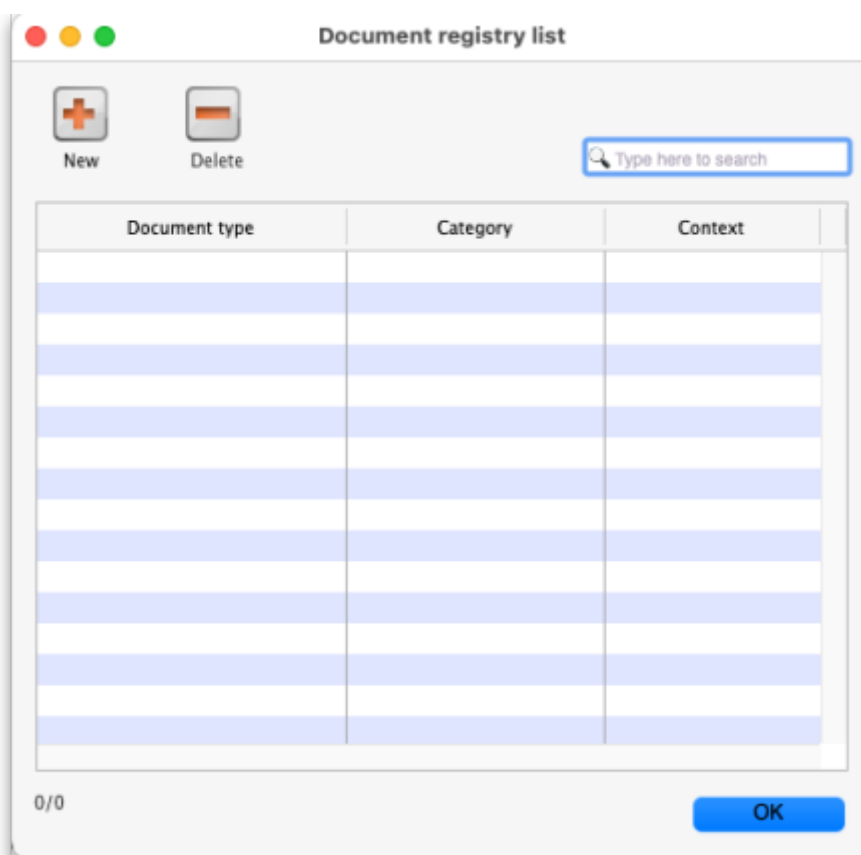 Document registry list
New Delete
Type here to search
Document type Category Context
0/0
OK